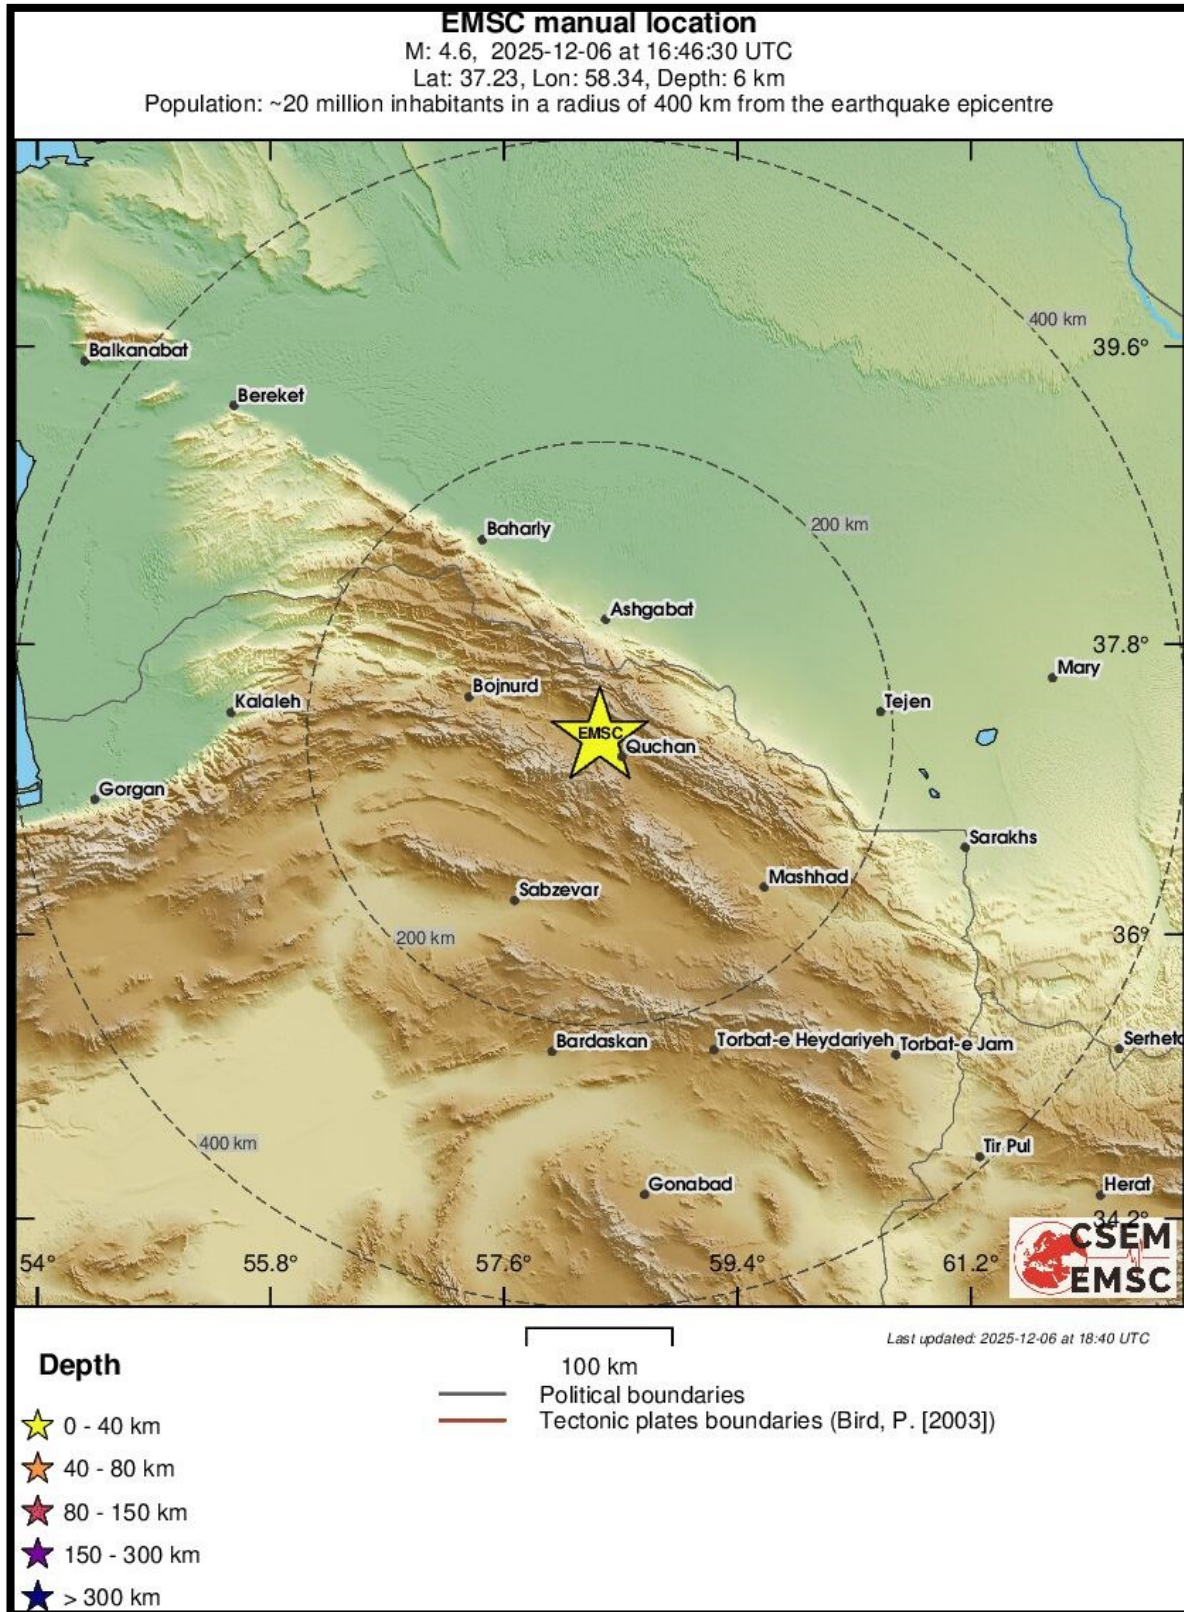 EMSC manual location
M: 4.6, 2025-12-06 at 16:46:30 UTC
Lat: 37.23, Lon: 58.34, Depth: 6 km
Population: ~20 million inhabitants in a radius of 400 km from the earthquake epicentre
400 km
39.6°
Balkanabat
Bereket
200 km
Baharly
Ashgabat
37.8°
Mary
Bojnurd
Kalaleh
Tejen
EMSC
Quchan
Gorgan
Sarakhs
Mashhad
Sabzevar
200 km
36°
Bardaskan
Torbat-e Heydariyeh
Torbat-e Jam
Serheta
400 km
Tir Pul
Gonabad
Herat
34.2°
54°
55.8°
57.6°
59.4°
61.2°
CSEM
EMSC
Last updated: 2025-12-06 at 18:40 UTC
Depth
100 km
Political boundaries
Tectonic plates boundaries (Bird, P. [2003])
0 - 40 km
40 - 80 km
80 - 150 km
150 - 300 km
> 300 km